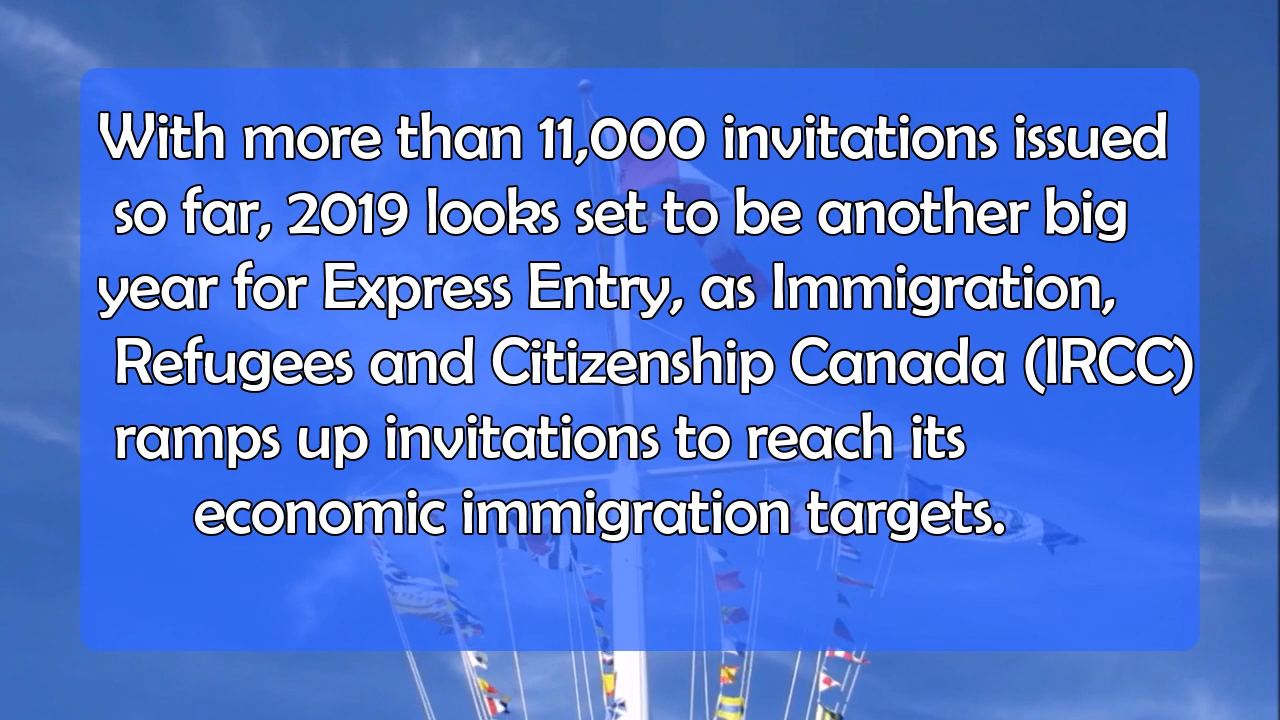 With more than 11,000 invitations issued
so far, 2019 looks set to be another big
year for Express Entry, as Immigration,
Refugees and Citizenship Canada (IRCC)
ramps up invitations to reach its
economic immigration targets.